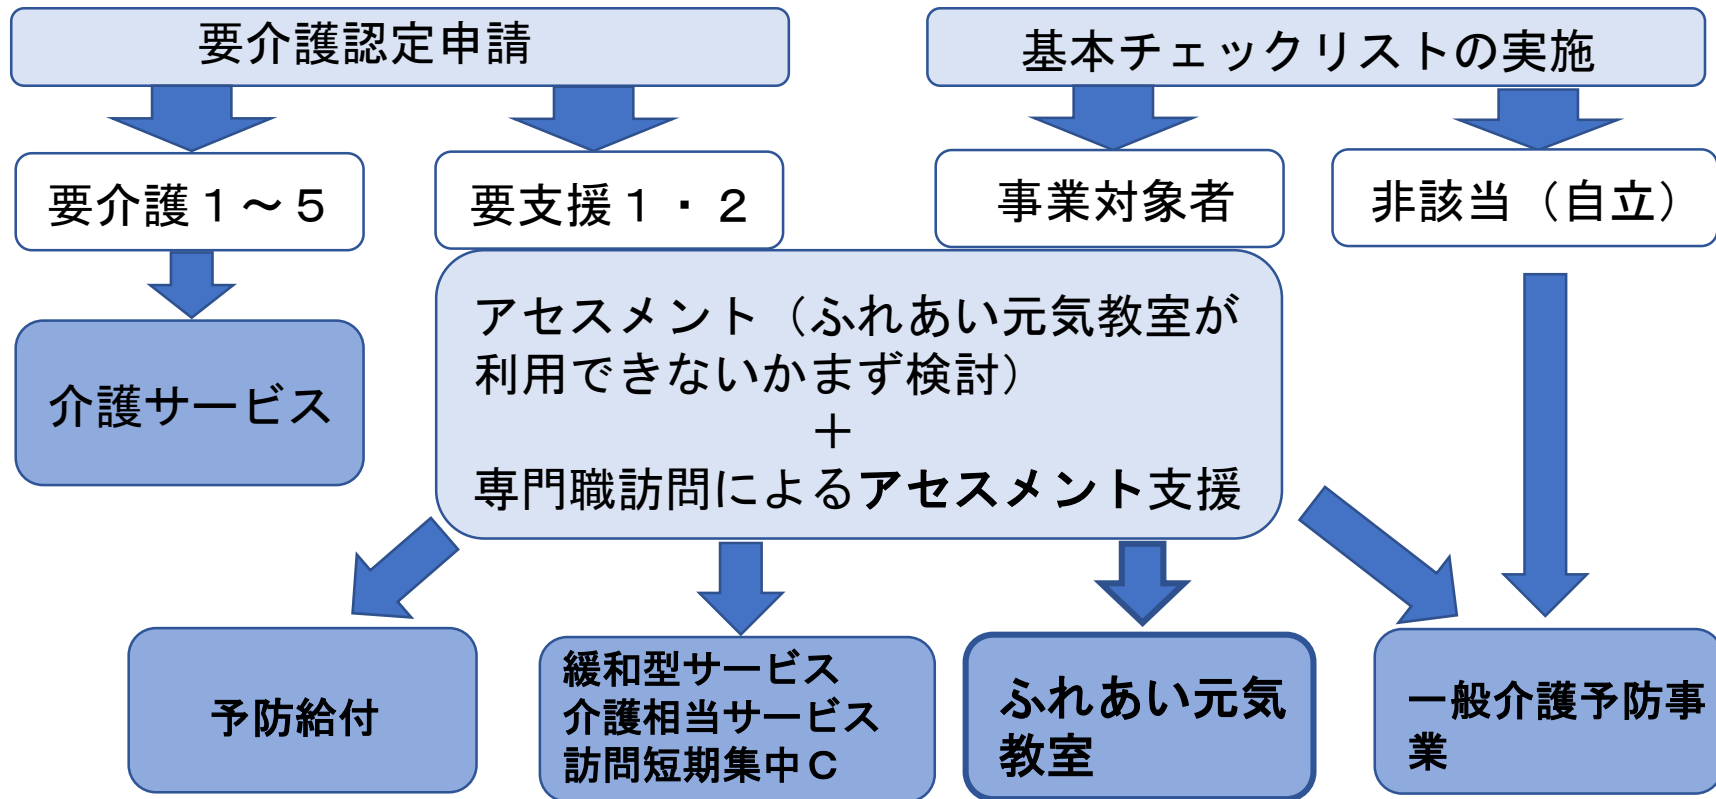 要介護認定申請
基本チェックリストの実施
要介護１～５
要支援１・２
事業対象者
非該当（自立）
介護サービス
アセスメント（ふれあい元気教室が
利用できないかまず検討）
＋
専門職訪問によるアセスメント支援
予防給付
緩和型サービス
介護相当サービス
訪問短期集中Ｃ
ふれあい元気
教室
一般介護予防事
業